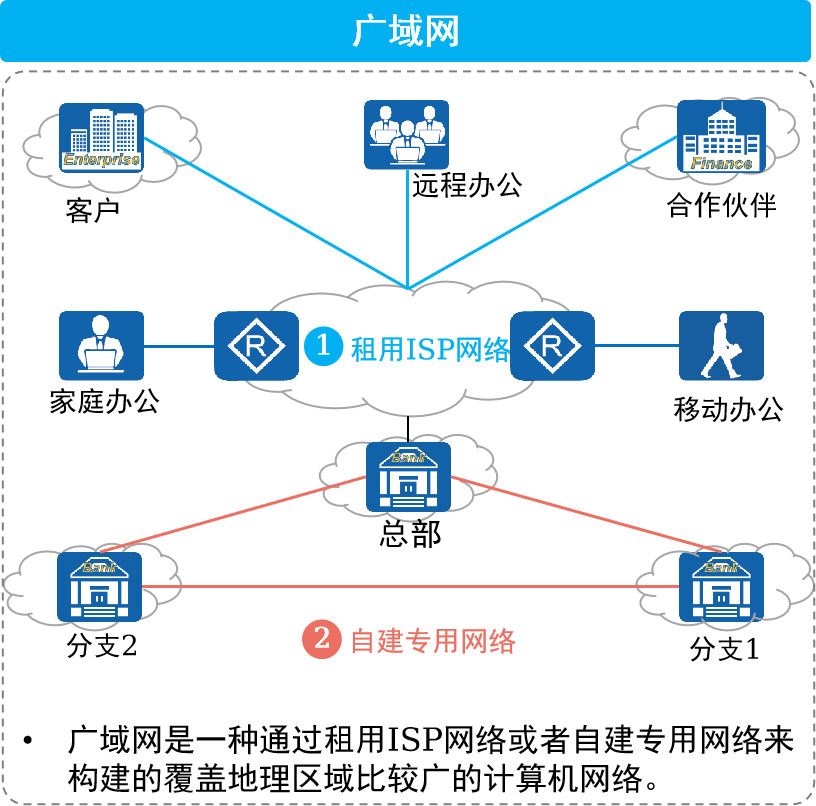 广域网
Enterprise
Finance
客户
远程办公
合作伙伴
R
1 租用ISP网络
R
家庭办公
移动办公
Bank
总部
Bank
Bank
分支2
2 自建专用网络
分支1
• 广域网是一种通过租用ISP网络或者自建专用网络来
构建的覆盖地理区域比较广的计算机网络。